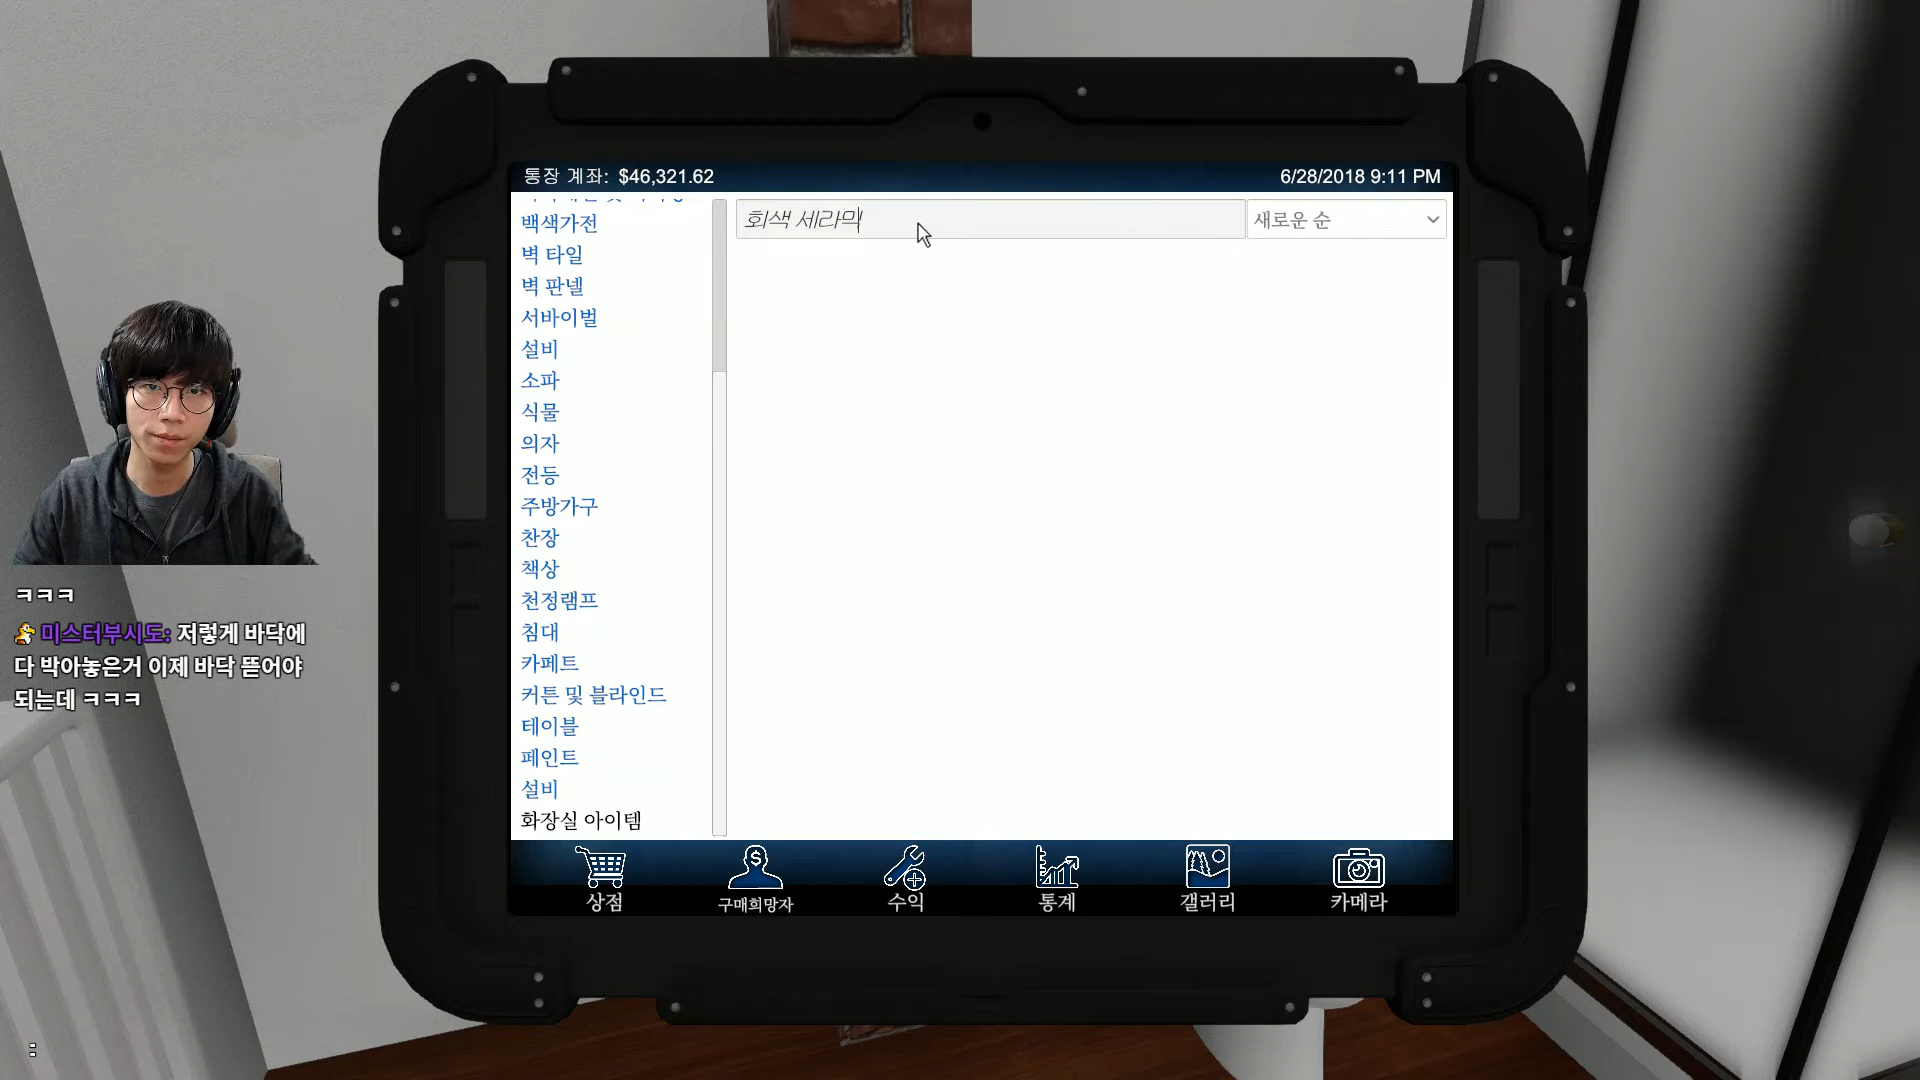 통장 계좌: $46,321.62
6/28/2018 9:11 PM
백색가전
벽 타일
벽 판넬
서바이벌
설비
소파
식물
의자
전등
주방가구
찬장
책상
천정램프
침대
카페트
커튼 및 블라인드
테이블
페인트
설비
화장실 아이템
회색 세라믹
새로운 순
상점
구매희망자
수익
통계
갤러리
카메라
ㅋㅋㅋ
미스터부시도: 저렇게 바닥에
다 박아놓은거 이제 바닥 뜯어야
되는데 ㅋㅋㅋ
: